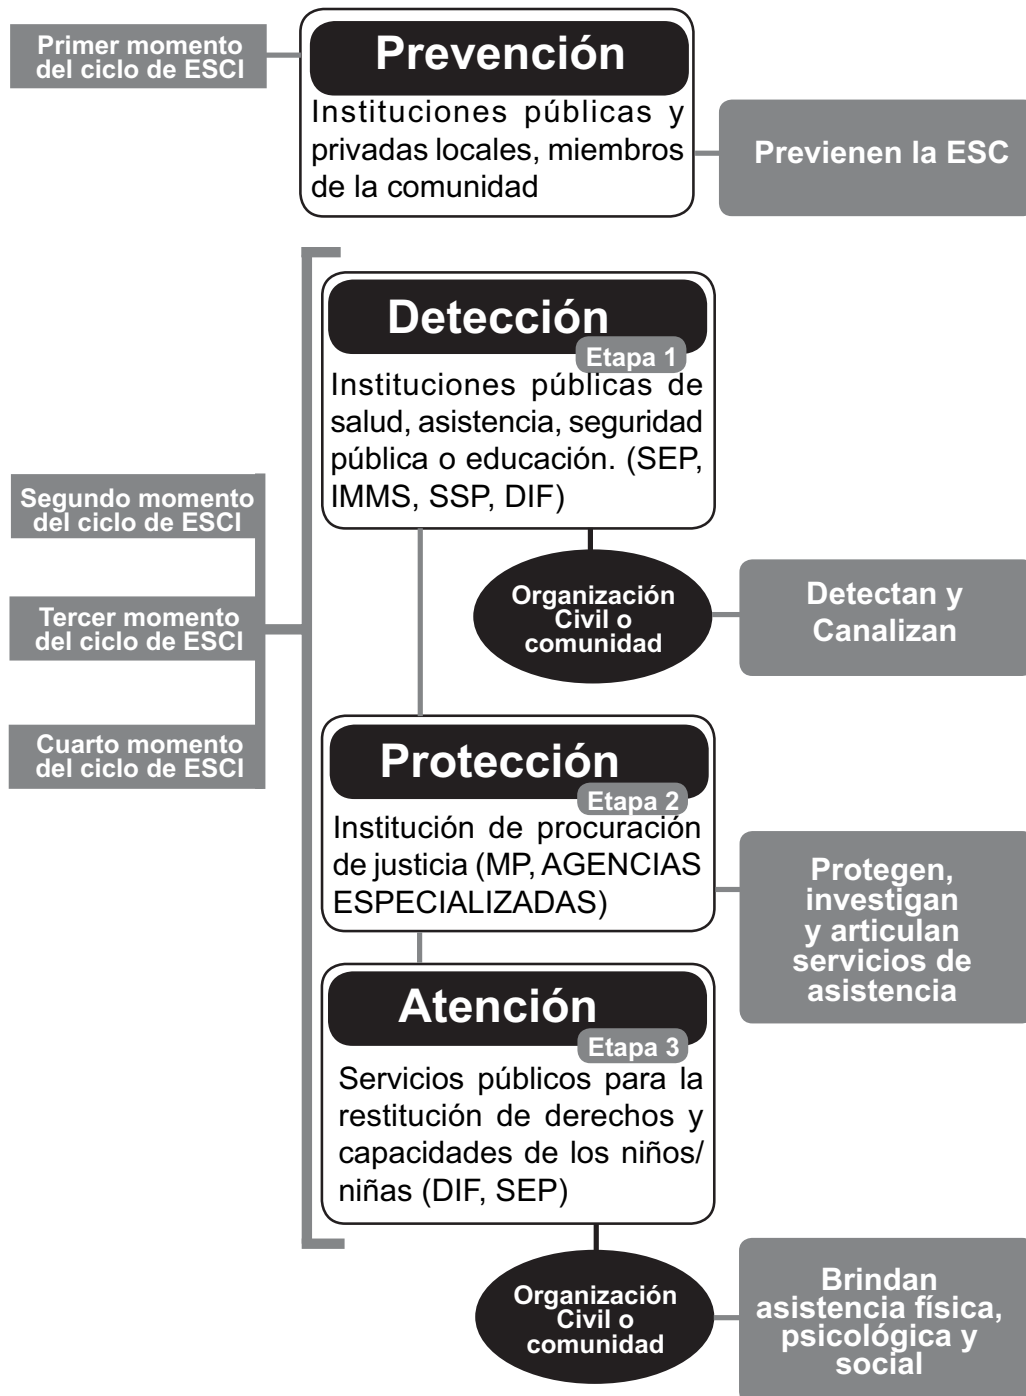 Primer momento
del ciclo de ESCI
Prevención
Instituciones públicas y
privadas locales, miembros
de la comunidad
Previenen la ESC
Detección
Etapa 1
Instituciones públicas de
salud, asistencia, seguridad
pública o educación. (SEP,
IMMS, SSP, DIF)
Segundo momento
del ciclo de ESCI
Tercer momento
del ciclo de ESCI
Cuarto momento
del ciclo de ESCI
Organización
Civil o
comunidad
Detectan y
Canalizan
Protección
Etapa 2
Institución de procuración
de justicia (MP, AGENCIAS
ESPECIALIZADAS)
Protegen,
investigan
y articulan
servicios de
asistencia
Atención
Etapa 3
Servicios públicos para la
restitución de derechos y
capacidades de los niños/
niñas (DIF, SEP)
Organización
Civil o
comunidad
Brindan
asistencia física,
psicológica y
social